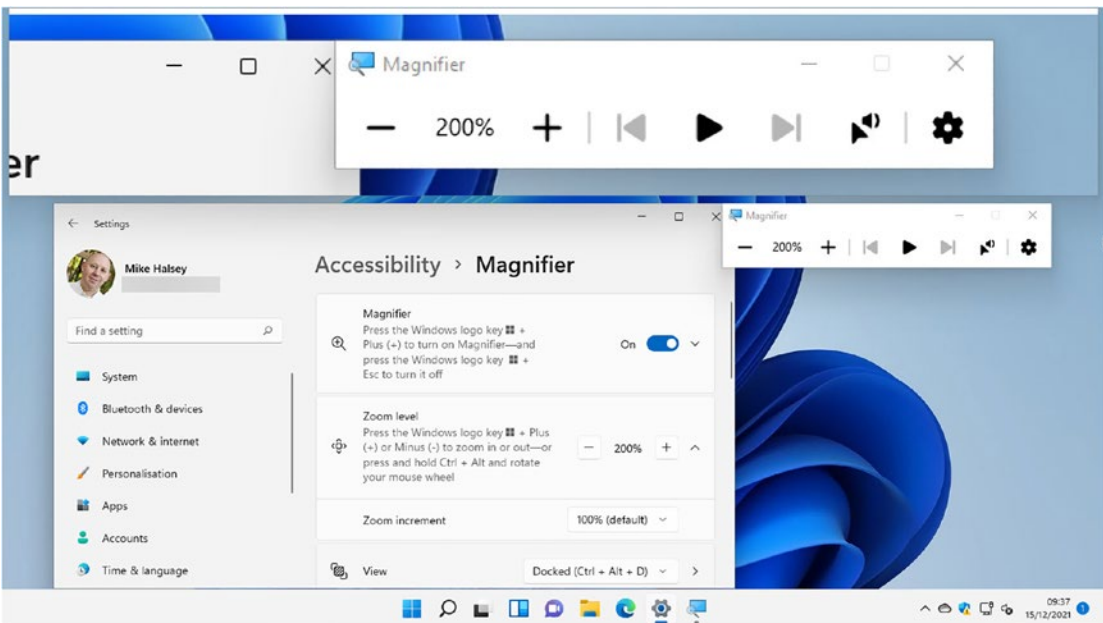 Magnifier
200%
er
Settings
Magnifier
200%
Mike Halsey
Accessibility > Magnifier
Find a setting
Magnifier
Press the Windows logo key +
Plus (+) to turn on Magnifier—and
press the Windows logo key +
Esc to turn it off
On
System
Bluetooth & devices
Network & internet
Personalisation
Apps
Accounts
Time & language
Zoom level
Press the Windows logo key + Plus
(+) or Minus (-) to zoom in or out—or
press and hold Ctrl + Alt and rotate
your mouse wheel
200%
Zoom increment
100% (default)
View
Docked (Ctrl + Alt + D)
09:37
15/12/2021
1